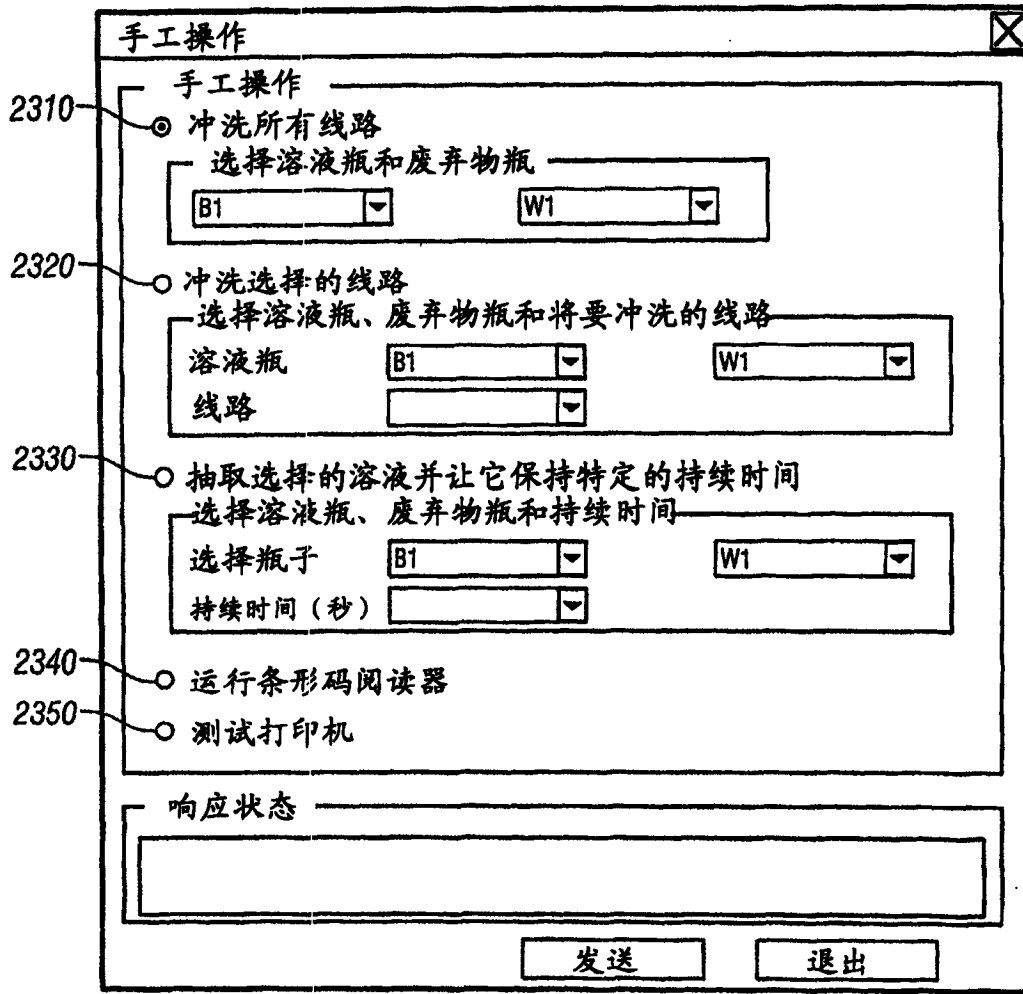 手工操作
手工操作
2310
冲洗所有线路
选择溶液瓶和废弃物瓶
B1 W1
2320
冲洗选择的线路
选择溶液瓶、废弃物瓶和将要冲洗的线路
溶液瓶 B1 W1
线路
2330
抽取选择的溶液并让它保持特定的持续时间
选择溶液瓶、废弃物瓶和持续时间
选择瓶子 B1 W1
持续时间（秒）
2340
运行条形码阅读器
2350
测试打印机
响应状态
发送 退出